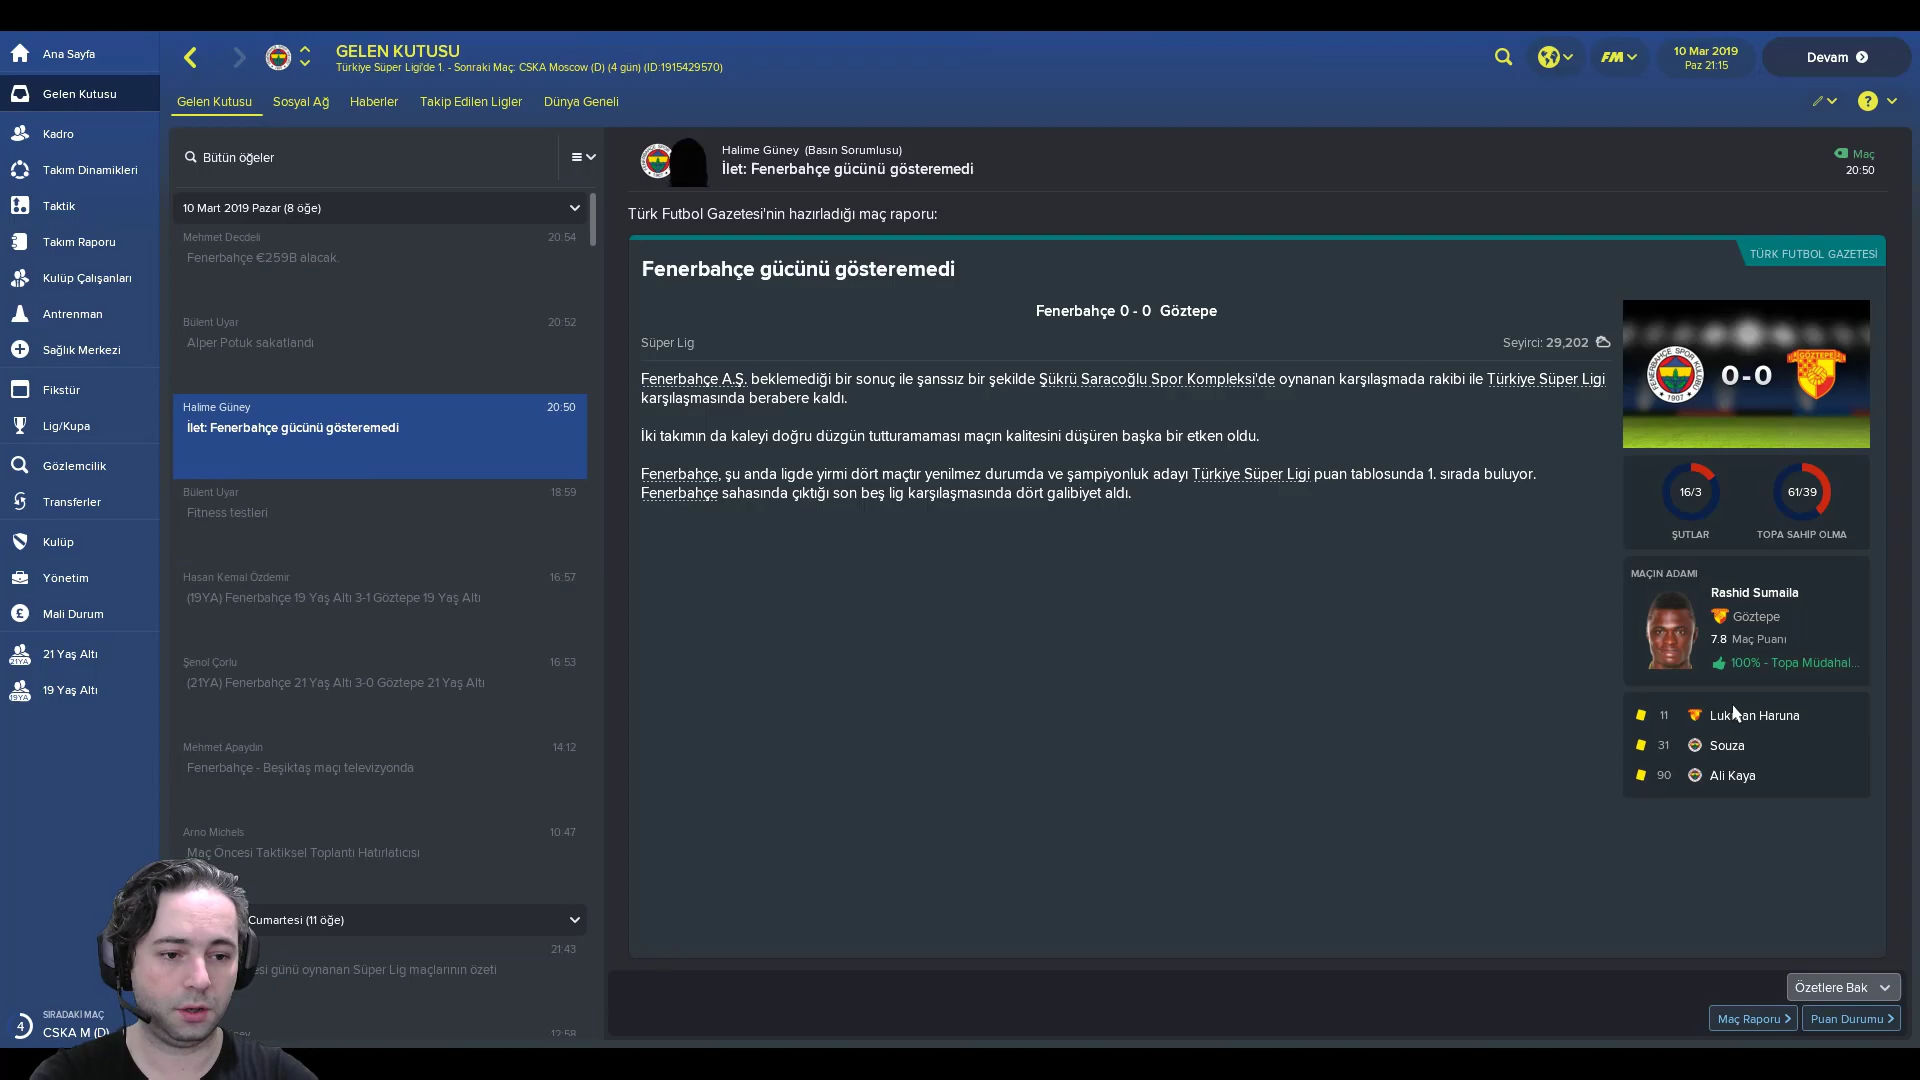 Ana Sayfa
Gelen Kutusu
Kadro
Takım Dinamikleri
Taktik
Takım Raporu
Kulüp Çalışanları
Antrenman
Sağlık Merkezi
Fikstür
Lig/Kupa
Gözlemcilik
Transferler
Kulüp
Yönetim
£
Mali Durum
21YA
21 Yaş Altı
19YA
19 Yaş Altı
4
SIRADAKİ MAÇ
CSKA M (D)
GELEN KUTUSU
Türkiye Süper Ligi'de 1. - Sonraki Maç: CSKA Moscow (D) (4 gün) (ID:1915429570)
FM
10 Mar 2019
Paz 21:15
Devam
Gelen Kutusu
Sosyal Ağ
Haberler
Takip Edilen Ligler
Dünya Geneli
?
Bütün öğeler
10 Mart 2019 Pazar (8 öğe)
Mehmet Decdeli 20:54
Fenerbahçe €259B alacak.
Bülent Uyar 20:52
Alper Potuk sakatlandı
Halime Güney 20:50
İlet: Fenerbahçe gücünü gösteremedi
Bülent Uyar 18:59
Fitness testleri
Hasan Kemal Özdemir 16:57
(19YA) Fenerbahçe 19 Yaş Altı 3-1 Göztepe 19 Yaş Altı
Şenol Çorlu 16:53
(21YA) Fenerbahçe 21 Yaş Altı 3-0 Göztepe 21 Yaş Altı
Mehmet Apaydın 14:12
Fenerbahçe - Beşiktaş maçı televizyonda
Arno Michels 10:47
Maç Öncesi Taktiksel Toplantı Hatırlatıcısı
Cumartesi (11 öğe)
21:43
günü oynanan Süper Lig maçlarının özeti
12:58
Halime Güney (Basın Sorumlusu)
İlet: Fenerbahçe gücünü gösteremedi
Maç
20:50
Türk Futbol Gazetesi'nin hazırladığı maç raporu:
TÜRK FUTBOL GAZETESİ
Fenerbahçe gücünü gösteremedi
Fenerbahçe 0 - 0 Göztepe
Süper Lig
Seyirci: 29,202
Fenerbahçe A.Ş. beklemediği bir sonuç ile şanssız bir şekilde Şükrü Saracoğlu Spor Kompleksi'de oynanan karşılaşmada rakibi ile Türkiye Süper Ligi
karşılaşmasında berabere kaldı.
İki takımın da kaleyi doğru düzgün tutturamaması maçın kalitesini düşüren başka bir etken oldu.
Fenerbahçe, şu anda ligde yirmi dört maçtır yenilmez durumda ve şampiyonluk adayı Türkiye Süper Ligi puan tablosunda 1. sırada buluyor.
Fenerbahçe sahasında çıktığı son beş lig karşılaşmasında dört galibiyet aldı.
0-0
16/3
ŞUTLAR
61/39
TOPA SAHİP OLMA
MAÇIN ADAMI
Rashid Sumaila
Göztepe
7.8 Maç Puanı
100% - Topa Müdahal...
11 Lukman Haruna
31 Souza
90 Ali Kaya
Özetlere Bak
Maç Raporu
Puan Durumu